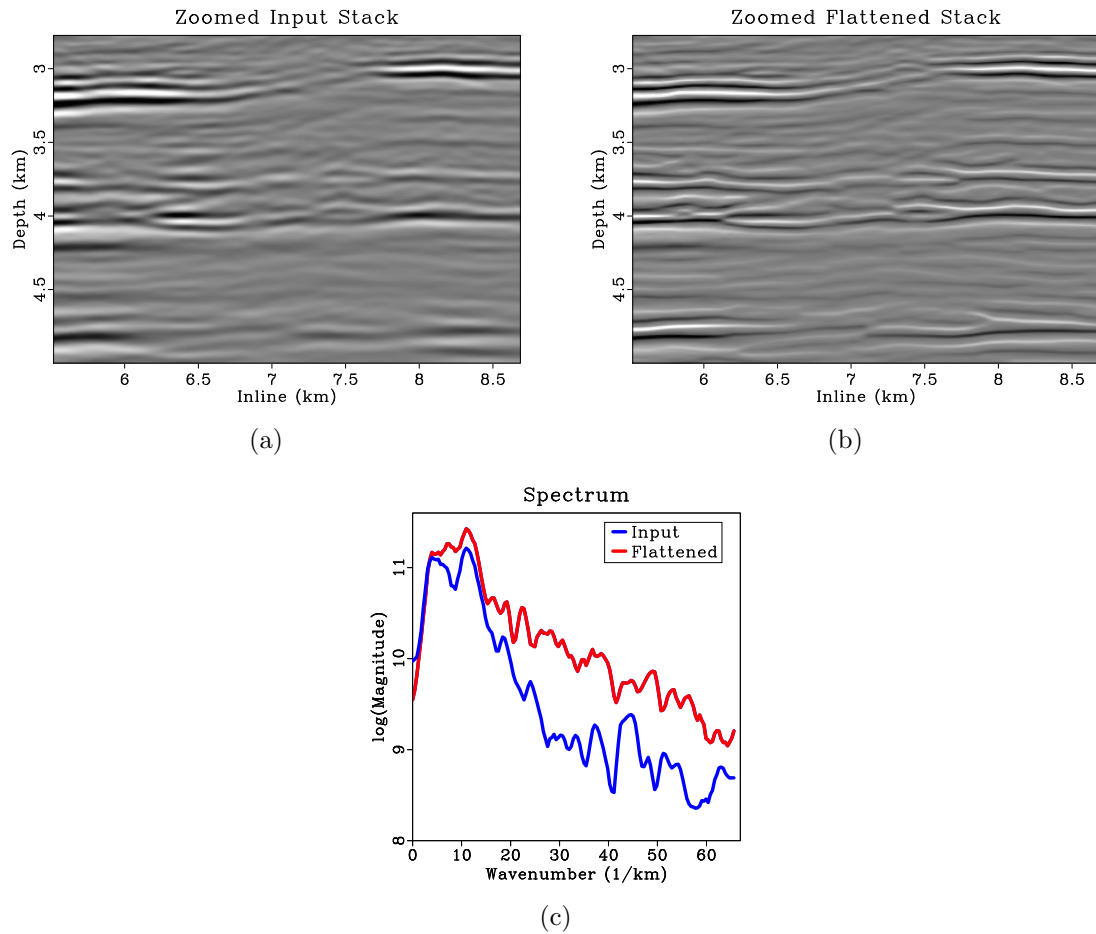 Zoomed Input Stack
3
3.5
4
4.5
Depth (km)
6
6.5
7
7.5
8
8.5
Inline (km)
(a)
Zoomed Flattened Stack
3
3.5
4
4.5
Depth (km)
6
6.5
7
7.5
8
8.5
Inline (km)
(b)
Spectrum
Input
Flattened
11
10
9
8
log(Magnitude)
0
10
20
30
40
50
60
Wavenumber (1/km)
(c)